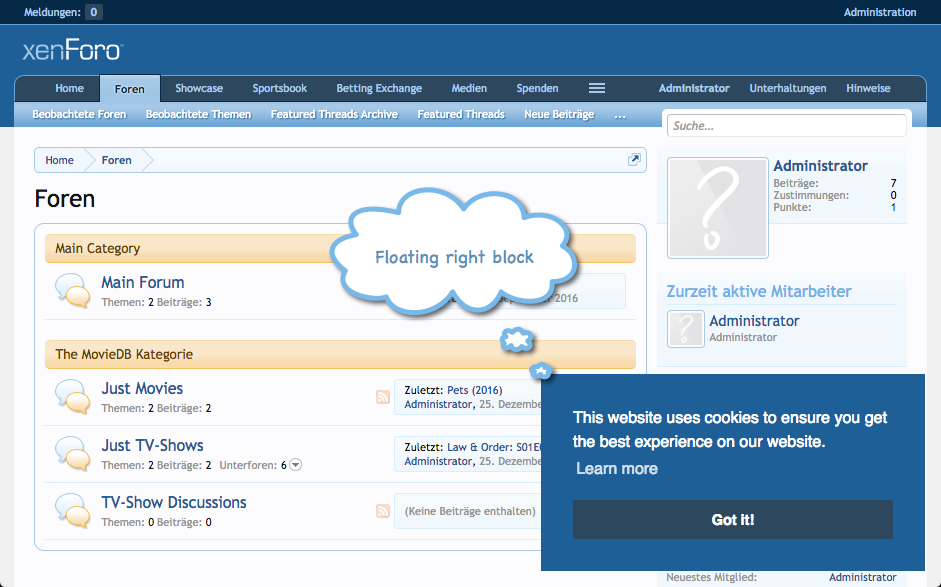 Meldungen: 0
Administration
xenForo
Home Foren Showcase Sportsbook Betting Exchange Medien Spenden Administrator Unterhaltungen Hinweise
Beobachtete Foren Beobachtete Themen Featured Threads Archive Featured Threads Neue Beiträge ...
Suche...
Home Foren
Foren
Main Category
Main Forum
Themen: 2 Beiträge: 3
2016
Floating right block
The MovieDB Kategorie
Just Movies
Themen: 2 Beiträge: 2
Zuletzt: Pets (2016)
Administrator, 25. Dezembe
Just TV-Shows
Themen: 2 Beiträge: 2 Unterforen: 6
Zuletzt: Law & Order: S01E
Administrator, 25. Dezembe
TV-Show Discussions
Themen: 0 Beiträge: 0
(Keine Beiträge enthalten)
Administrator
Beiträge: 7
Zustimmungen: 0
Punkte: 1
Zurzeit aktive Mitarbeiter
Administrator
Administrator
This website uses cookies to ensure you get
the best experience on our website.
Learn more
Got it!
Neuestes Mitglied: Administrator